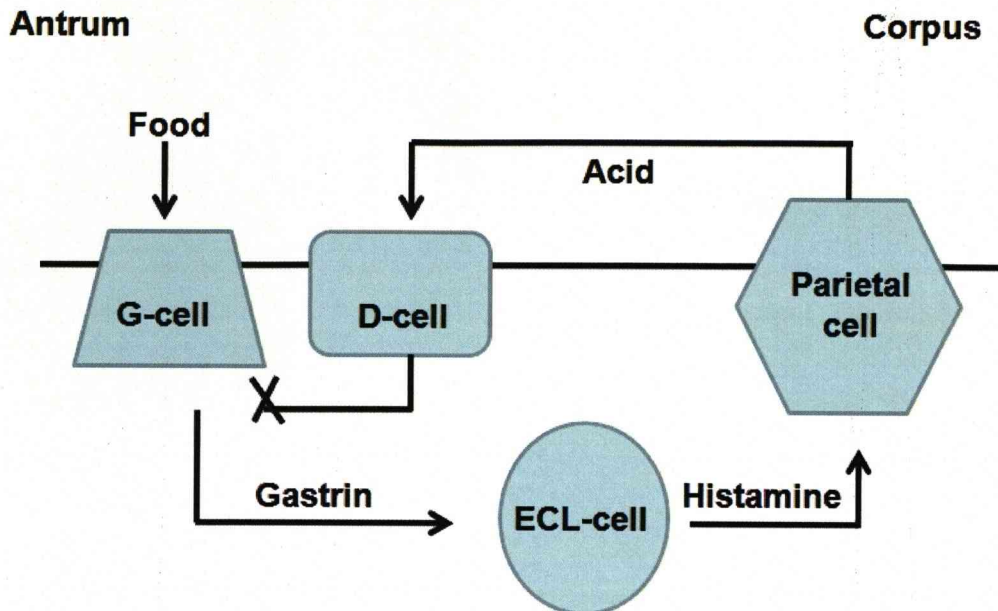 Antrum
Corpus
Food
Acid
G-cell
D-cell
Parietal
cell
Gastrin
ECL-cell
Histamine